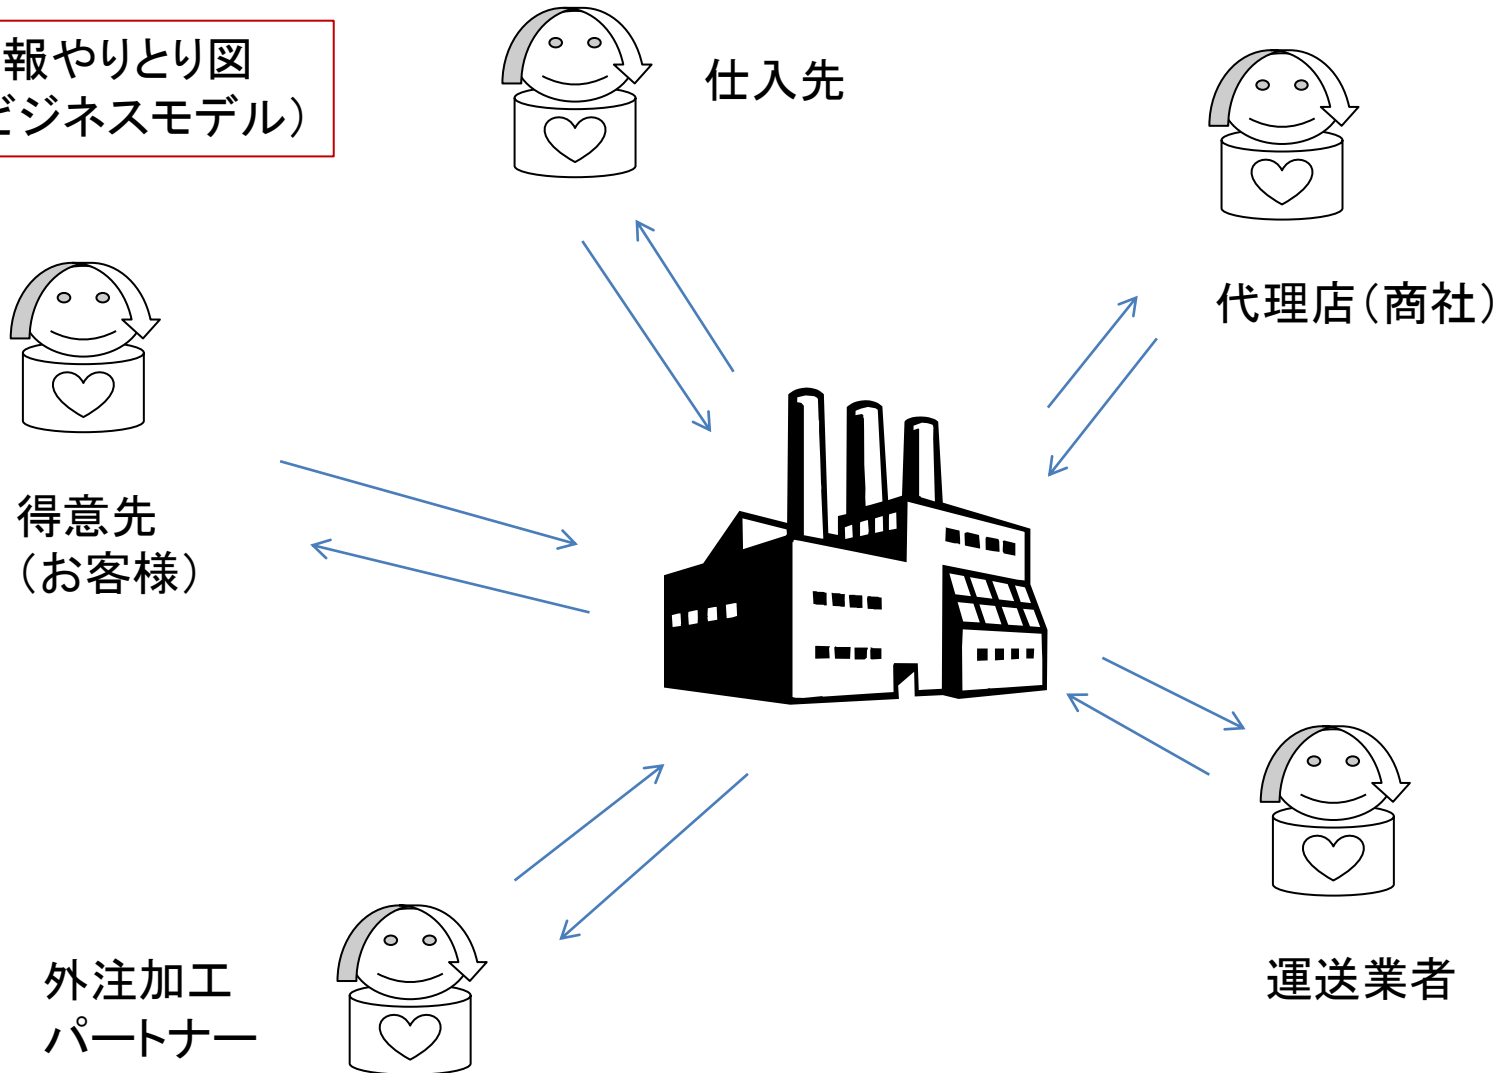 報やりとり図
ビジネスモデル）
仕入先
代理店（商社）
得意先
（お客様）
外注加工
パートナー
運送業者